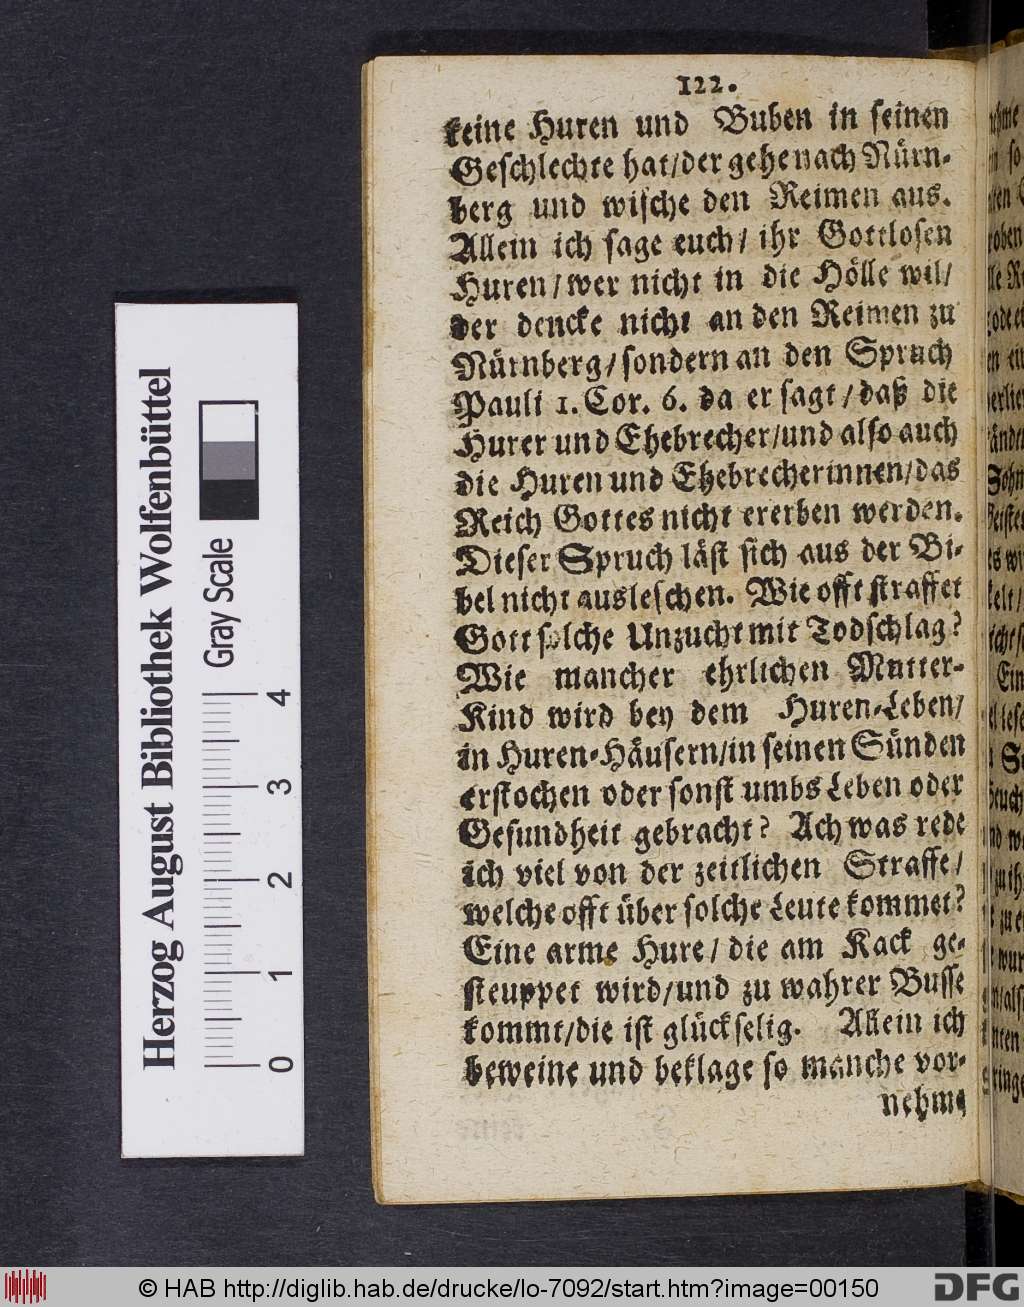 122.
keine Huren und Buben in seinen
Geschlechte hat/der gehe nach Nürn-
berg und wische den Reimen aus.
Allein ich sage euch/ ihr Gottlosen
Huren/wer nicht in die Hölle wil/
der dencke nicht an den Reimen zu
Nürnberg/sondern an den Spruch
Pauli 1. Cor. 6. da er sagt/daß die
Hurer und Ehebrecher/und also auch
die Huren und Ehebrecherinnen/das
Reich Gottes nicht ererben werden.
Dieser Spruch läst sich aus der Bi-
bel nicht ausleschen. Wie offt straffet
Gott solche Unzucht mit Todschlag?
Wie mancher ehrlichen Mutter-
Kind wird bey dem Huren-Leben/
in Huren-Häusern/in seinen Sünden
erstochen oder sonst umbs Leben oder
Gesundheit gebracht? Ach was rede
ich viel von der zeitlichen Straffe/
welche offt über solche Leute kommet?
Eine arme Hure/ die am Kack ge-
steuppet wird/und zu wahrer Busse
kommt/die ist glückselig. Allein ich
beweine und beklage so manche vor-
nehme
Herzog August Bibliothek Wolfenbüttel
Gray Scale
0 1 2 3 4
© HAB http://diglib.hab.de/drucke/lo-7092/start.htm?image=00150
DFG